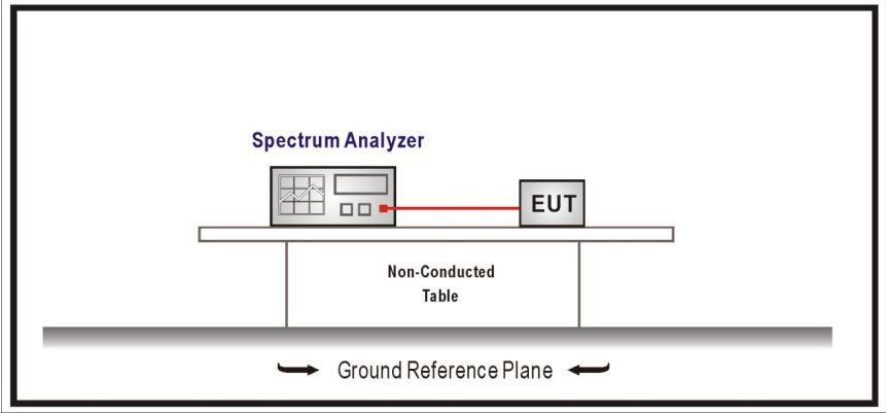 Spectrum Analyzer
EUT
Non-Conducted
Table
Ground Reference Plane